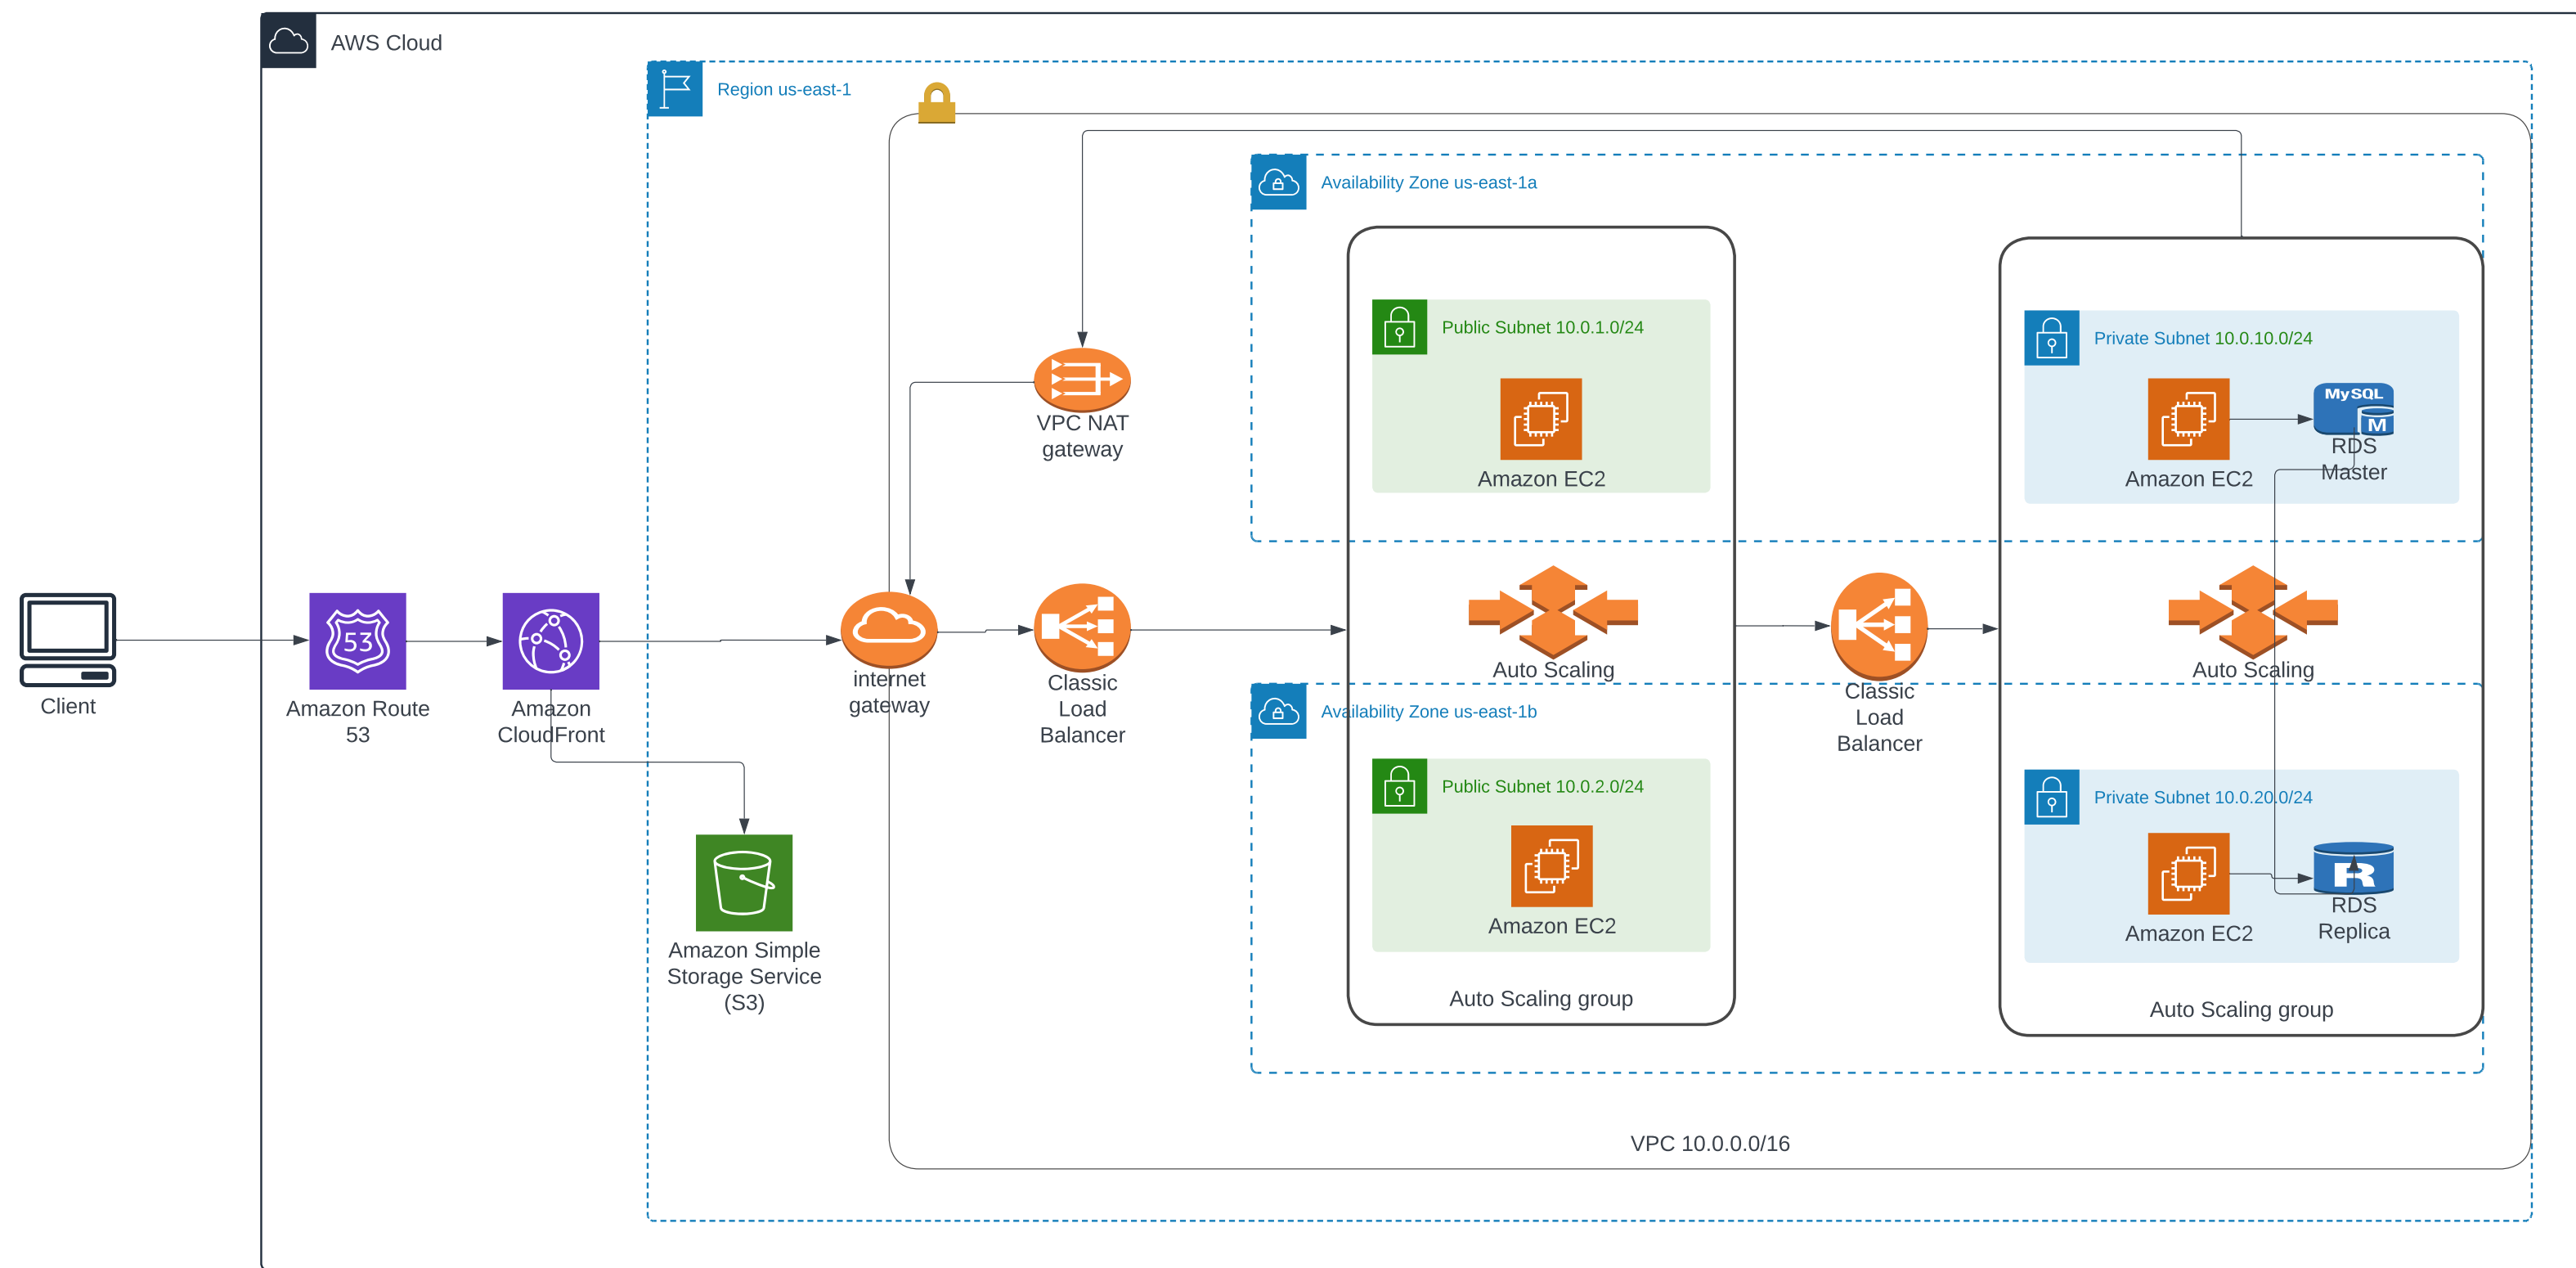 AWS Cloud
Region us-east-1
Availability Zone us-east-1a
Public Subnet 10.0.1.0/24
Amazon EC2
Private Subnet 10.0.10.0/24
MySQL
M
RDS
Master
Amazon EC2
VPC NAT
gateway
Client
53
Amazon Route
53
Amazon
CloudFront
internet
gateway
Classic
Load
Balancer
Auto Scaling
Classic
Load
Balancer
Auto Scaling
Availability Zone us-east-1b
Public Subnet 10.0.2.0/24
Amazon EC2
Private Subnet 10.0.20.0/24
R
RDS
Replica
Amazon EC2
Amazon Simple
Storage Service
(S3)
Auto Scaling group
Auto Scaling group
VPC 10.0.0.0/16